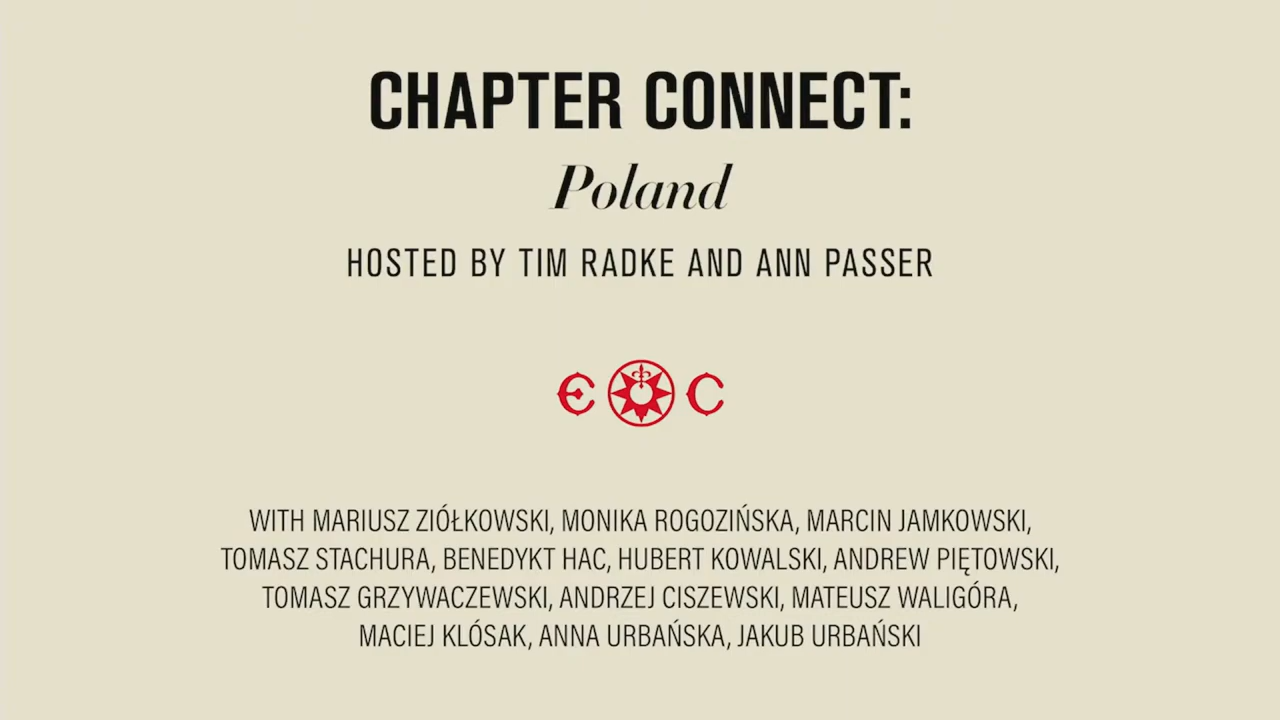 CHAPTER CONNECT:
Poland
HOSTED BY TIM RADKE AND ANN PASSER
E C
WITH MARIUSZ ZIÓŁKOWSKI, MONIKA ROGOZIŃSKA, MARCIN JAMKOWSKI,
TOMASZ STACHURA, BENEDYKT HAC, HUBERT KOWALSKI, ANDREW PIĘTOWSKI,
TOMASZ GRZYWACZEWSKI, ANDRZEJ CISZEWSKI, MATEUSZ WALIGÓRA,
MACIEJ KLÓSAK, ANNA URBAŃSKA, JAKUB URBAŃSKI